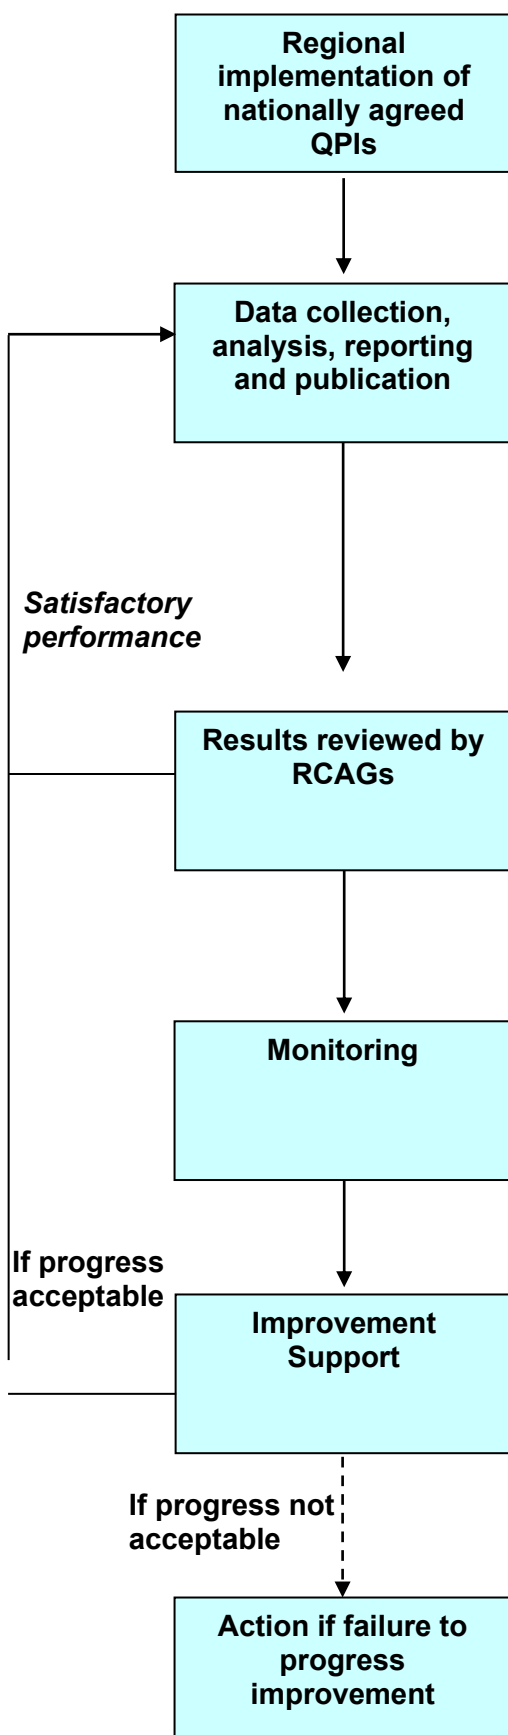 Regional
implementation of
nationally agreed
QPIs
Data collection,
analysis, reporting
and publication
Satisfactory
performance
Results reviewed by
RCAGs
Monitoring
If progress
acceptable
Improvement
Support
If progress not
acceptable
Action if failure to
progress
improvement